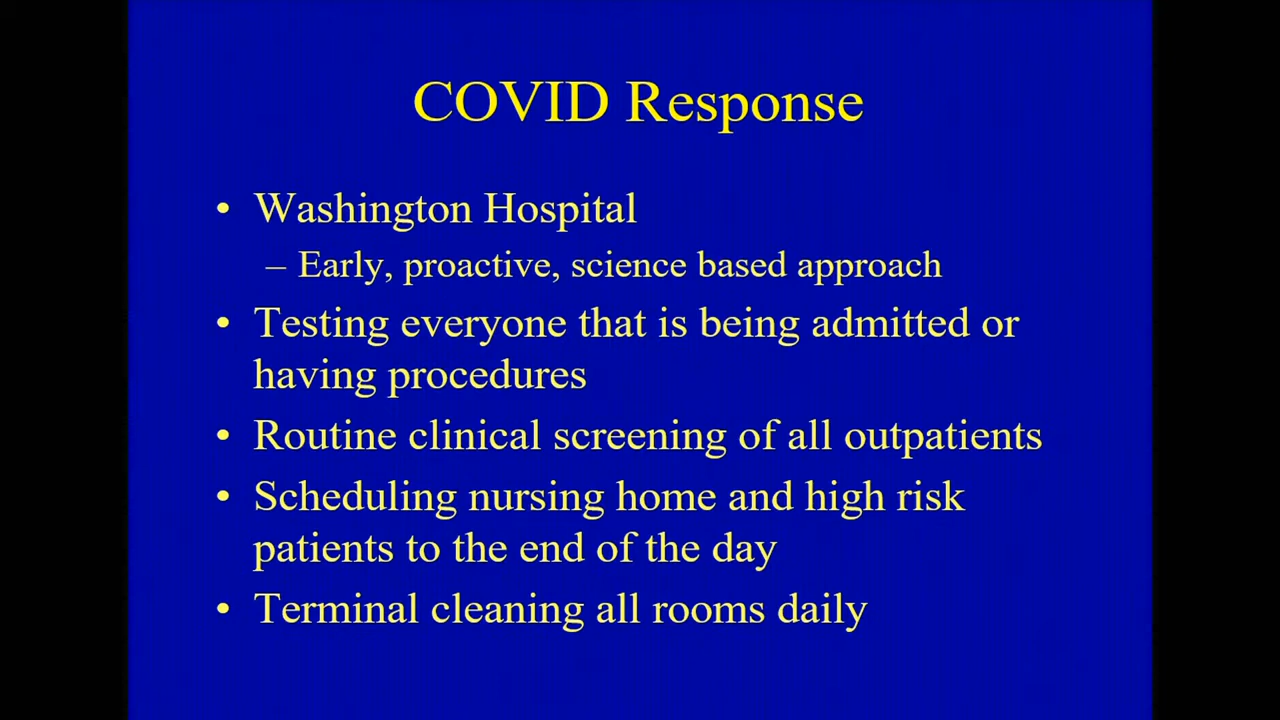 COVID Response
• Washington Hospital
– Early, proactive, science based approach
• Testing everyone that is being admitted or
having procedures
• Routine clinical screening of all outpatients
• Scheduling nursing home and high risk
patients to the end of the day
• Terminal cleaning all rooms daily